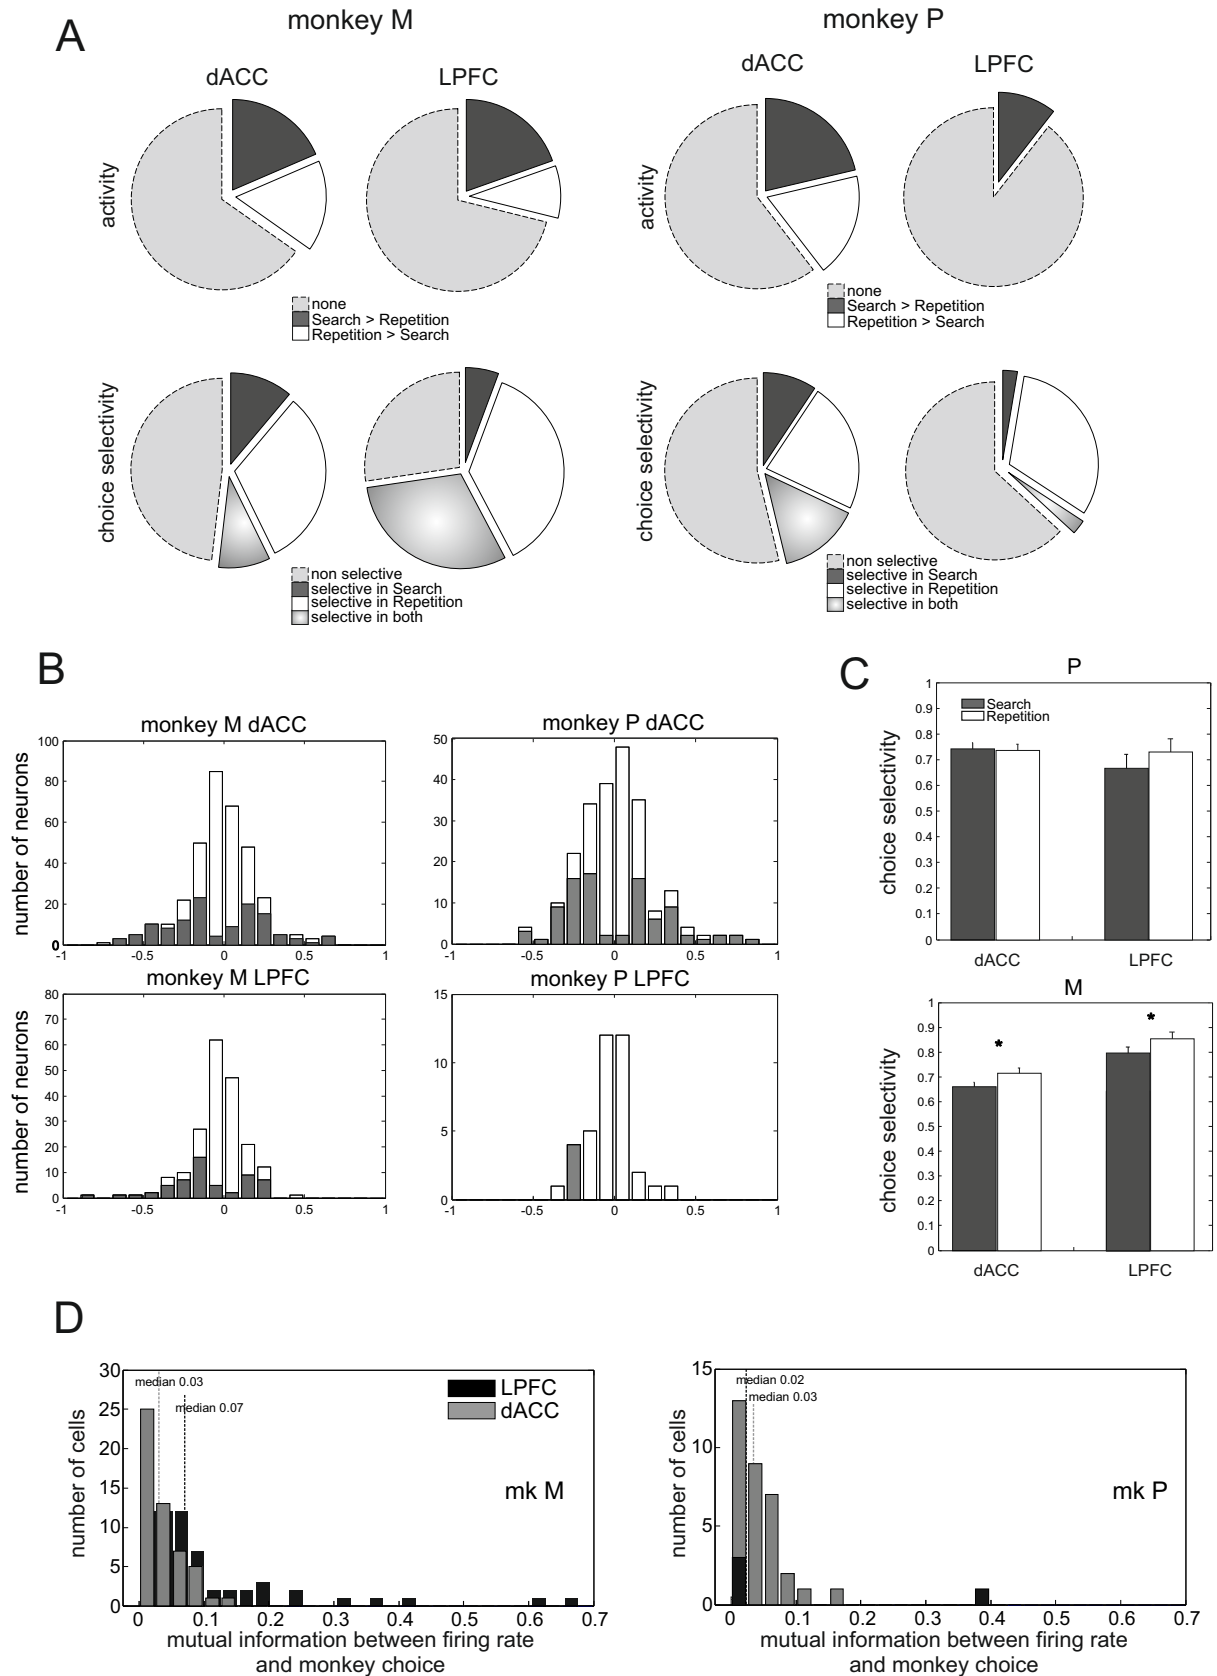 A
monkey M
monkey P
dACC
LPFC
dACC
LPFC
activity
activity
none
Search > Repetition
Repetition > Search
none
Search > Repetition
Repetition > Search
choice selectivity
choice selectivity
non selective
selective in Search
selective in Repetition
selective in both
non selective
selective in Search
selective in Repetition
selective in both
B
monkey M dACC
number of neurons
100
80
60
40
20
0
-1
-0.5
0
0.5
1
monkey P dACC
50
40
30
20
10
0
-1
-0.5
0
0.5
1
monkey M LPFC
number of neurons
80
70
60
50
40
30
20
10
0
-1
-0.5
0
0.5
1
monkey P LPFC
15
10
5
0
-1
-0.5
0
0.5
1
C
P
choice selectivity
1
0.9
0.8
0.7
0.6
0.5
0.4
0.3
0.2
0.1
0
Search
Repetition
dACC
LPFC
M
choice selectivity
1
0.9
0.8
0.7
0.6
0.5
0.4
0.3
0.2
0.1
0
*
*
dACC
LPFC
D
number of cells
30
25
20
15
10
5
0
median 0.03
median 0.07
LPFC
dACC
mk M
0
0.1
0.2
0.3
0.4
0.5
0.6
0.7
mutual information between firing rate
and monkey choice
number of cells
15
10
5
0
median 0.02
median 0.03
mk P
0
0.1
0.2
0.3
0.4
0.5
0.6
0.7
mutual information between firing rate
and monkey choice